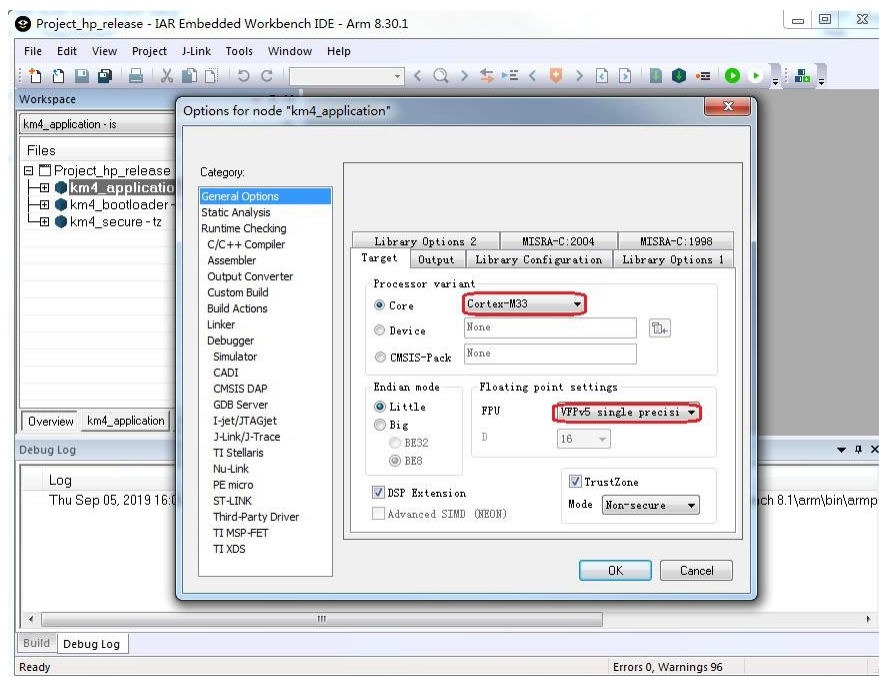 Project_hp_release - IAR Embedded Workbench IDE - Arm 8.30.1
File Edit View Project J-Link Tools Window Help
Workspace
Options for node "km4_application"
km4_application - is
Files
Project_hp_release
km4_applicatio
km4_bootloader -
km4_secure - tz
Category:
General Options
Static Analysis
Runtime Checking
C/C++ Compiler
Assembler
Output Converter
Custom Build
Build Actions
Linker
Debugger
Simulator
CADI
CMSIS DAP
GDB Server
I-jet/JTAGjet
J-Link/J-Trace
TI Stellaris
Nu-Link
PE micro
ST-LINK
Third-Party Driver
TI MSP-FET
TI XDS
Library Options 2 MISRA-C:2004 MISRA-C:1998
Target Output Library Configuration Library Options 1
Processor variant
Core Cortex-M33
Device None
CMSIS-Pack None
Endian mode
Little
Big
BE32
BE8
Floating point settings
FPU VFPv5 single precisi
D 16
DSP Extension
Advanced SIMD (NEON)
TrustZone
Mode Non-secure
OK Cancel
Overview km4_application
Debug Log
Log
Thu Sep 05, 2019 16:0
ch 8.1\arm\bin\armp
Build Debug Log
Ready Errors 0, Warnings 96